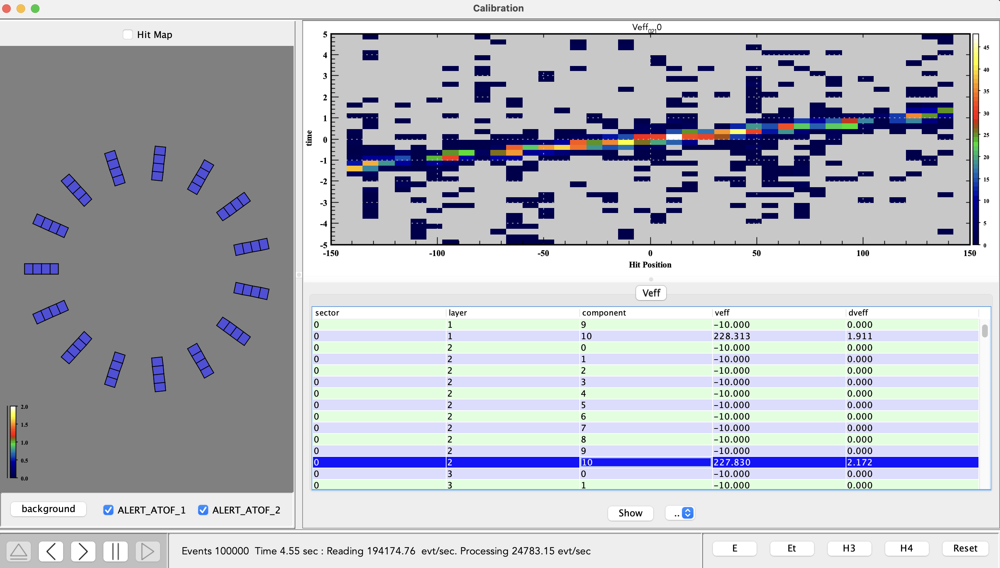 Calibration
Hit Map
2.0
1.5
1.0
0.5
0.0
background ALERT_ATOF_1 ALERT_ATOF_2
Veff0210
5
4
3
2
1
0
-1
-2
-3
-4
-5
time
-150 -100 -50 0 50 100 150
Hit Position
45
40
35
30
25
20
15
10
5
0
Veff
sector layer component veff dveff
0 1 9 -10.000 0.000
0 1 10 228.313 1.911
0 2 0 -10.000 0.000
0 2 1 -10.000 0.000
0 2 2 -10.000 0.000
0 2 3 -10.000 0.000
0 2 4 -10.000 0.000
0 2 5 -10.000 0.000
0 2 6 -10.000 0.000
0 2 7 -10.000 0.000
0 2 8 -10.000 0.000
0 2 9 -10.000 0.000
0 2 10 227.830 2.172
0 3 0 -10.000 0.000
0 3 1 -10.000 0.000
Show ..
Events 100000 Time 4.55 sec : Reading 194174.76 evt/sec. Processing 24783.15 evt/sec
E Et H3 H4 Reset